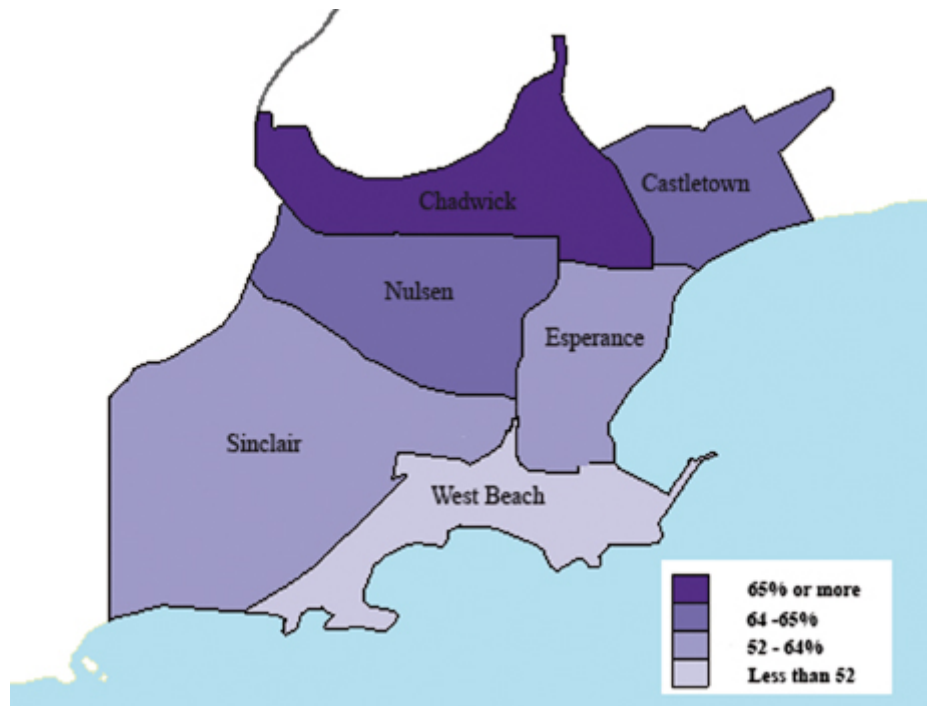 Castletown
Chadwick
Nulsen
Esperance
Sinclair
West Beach
65% or more
64 -65%
52 - 64%
Less than 52